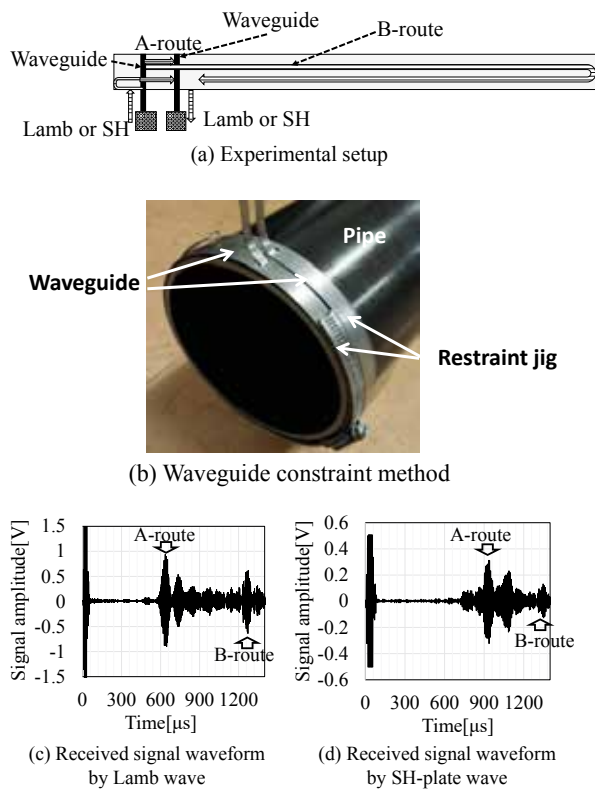 Waveguide
A-route
B-route
Waveguide
Lamb or SH
Lamb or SH
(a) Experimental setup
Pipe
Waveguide
Restraint jig
(b) Waveguide constraint method
Signal amplitude[V]
1.5
1
0.5
0
-0.5
-1
-1.5
A-route
B-route
0 300 600 900 1200
Time[μs]
(c) Received signal waveform
by Lamb wave
Signal amplitude[V]
0.6
0.4
0.2
0
-0.2
-0.4
-0.6
A-route
B-route
0 300 600 900 1200
Time[μs]
(d) Received signal waveform
by SH-plate wave